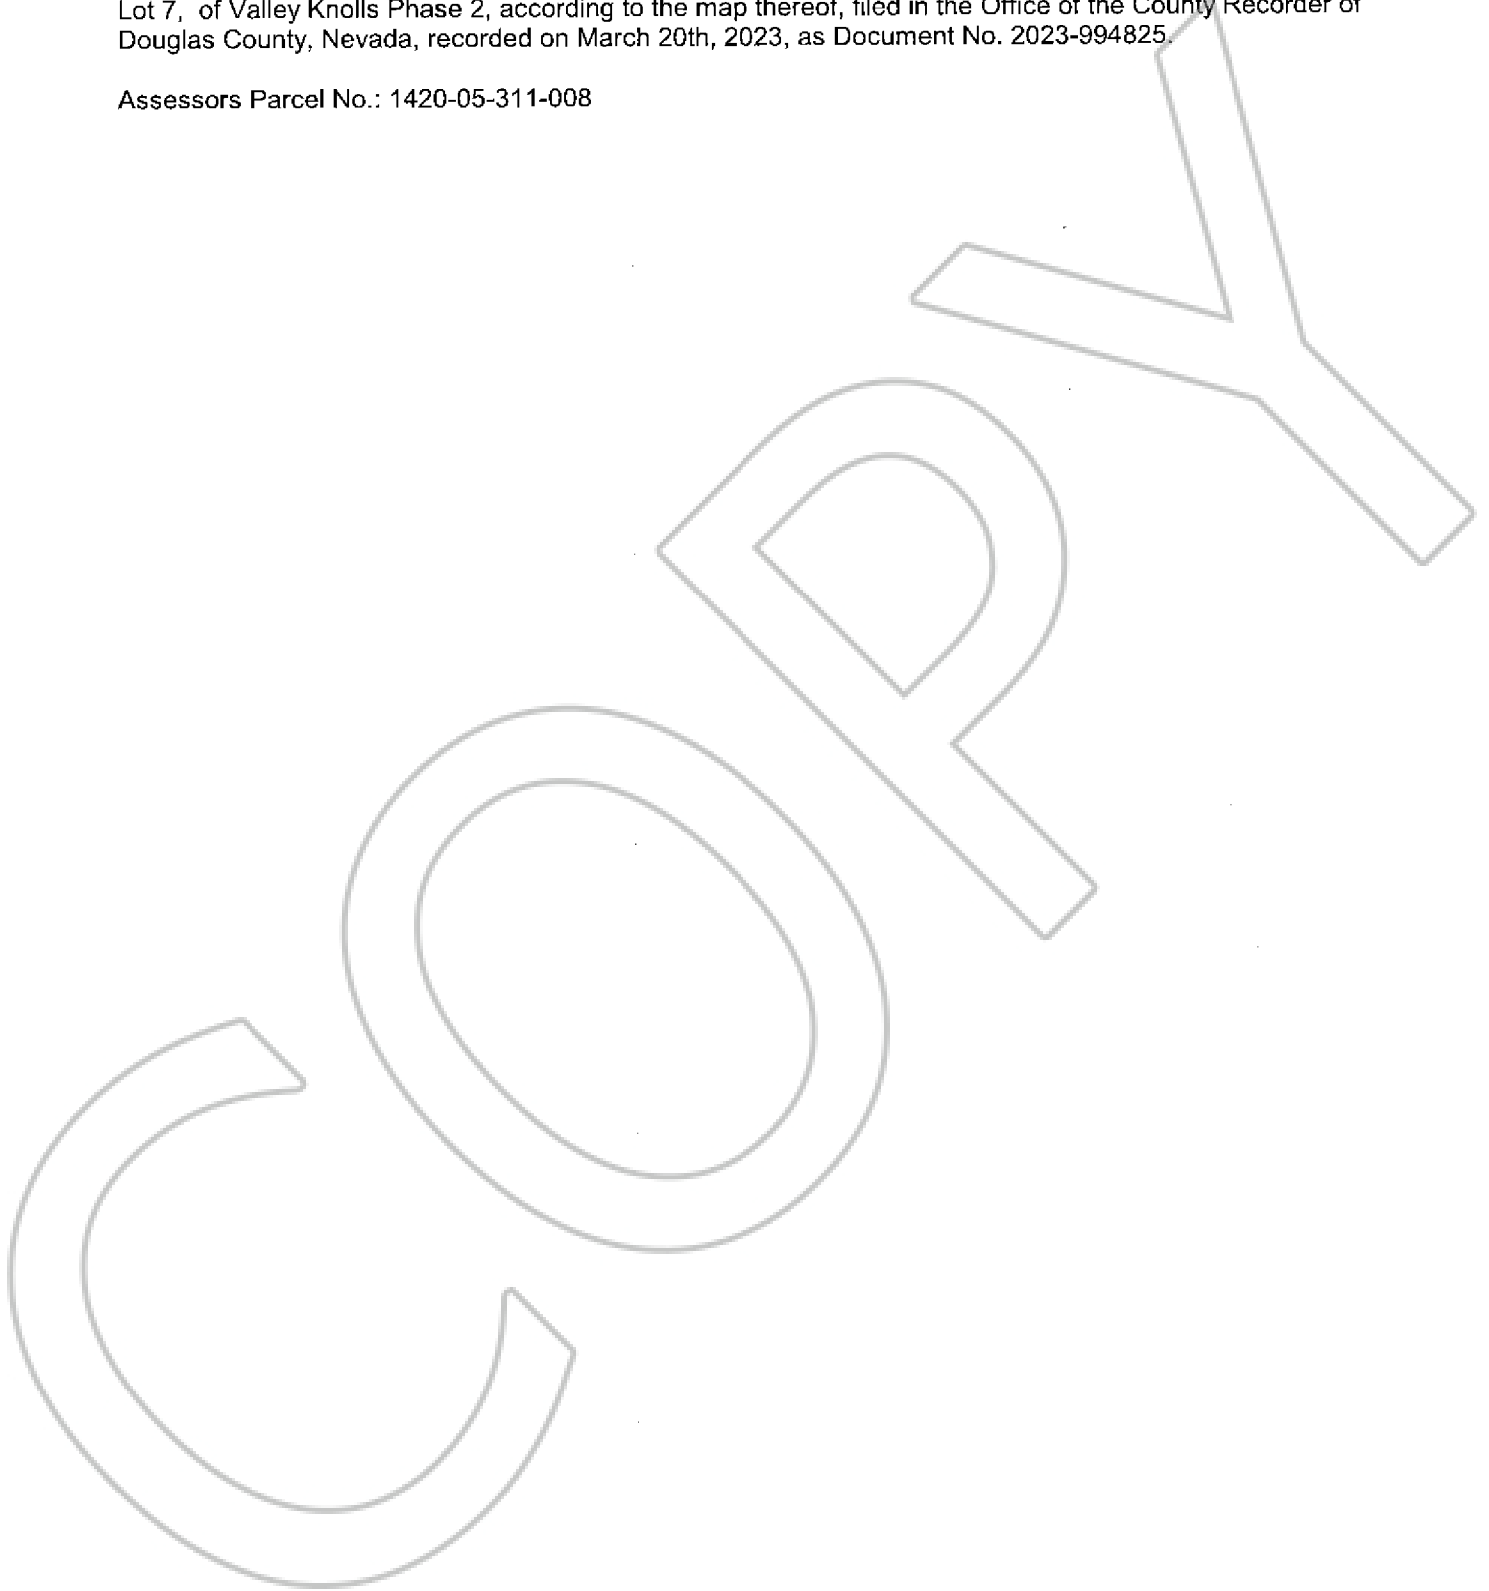 Lot 7, of Valley Knolls Phase 2, according to the map thereof, filed in the Office of the County Recorder of
Douglas County, Nevada, recorded on March 20th, 2023, as Document No. 2023-994825.
Assessors Parcel No.: 1420-05-311-008
COPY